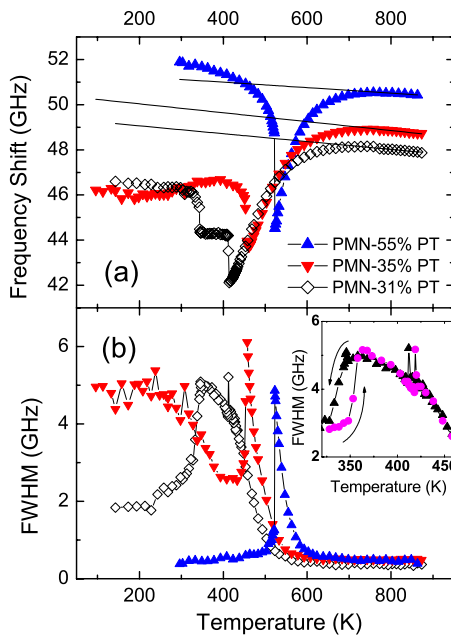 200 400 600 800
52
50
48
46
44
42
Frequency Shift (GHz)
(a)
PMN-55% PT
PMN-35% PT
PMN-31% PT
(b)
6
4
2
0
FWHM (GHz)
6
4
2
FWHM (GHz)
350 400 450
Temperature (K)
200 400 600 800
Temperature (K)